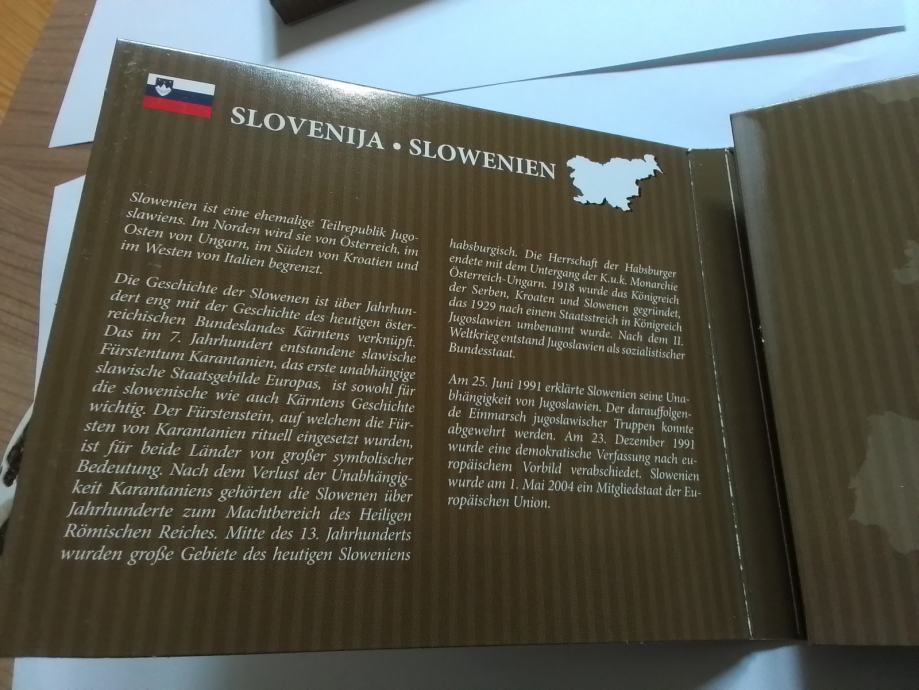 SLOVENIJA • SLOWENIEN
Slowenien ist eine ehemalige Teilrepublik Jugo-
slawiens. Im Norden wird sie von Österreich, im
Osten von Ungarn, im Süden von Kroatien und
im Westen von Italien begrenzt.
Die Geschichte der Slowenen ist über Jahrhun-
dert eng mit der Geschichte des heutigen öster-
reichischen Bundeslandes Kärntens verknüpft.
Das im 7. Jahrhundert entstandene slawische
Fürstentum Karantanien, das erste unabhängige
slawische Staatsgebilde Europas, ist sowohl für
die slowenische wie auch Kärntens Geschichte
wichtig. Der Fürstenstein, auf welchem die Für-
sten von Karantanien rituell eingesetzt wurden,
ist für beide Länder von großer symbolischer
Bedeutung. Nach dem Verlust der Unabhängig-
keit Karantaniens gehörten die Slowenen über
Jahrhunderte zum Machtbereich des Heiligen
Römischen Reiches. Mitte des 13. Jahrhunderts
wurden große Gebiete des heutigen Sloweniens
habsburgisch. Die Herrschaft der Habsburger
endete mit dem Untergang der K.u.k. Monarchie
Österreich-Ungarn. 1918 wurde das Königreich
der Serben, Kroaten und Slowenen gegründet,
das 1929 nach einem Staatsstreich in Königreich
Jugoslawien umbenannt wurde. Nach dem II.
Weltkrieg entstand Jugoslawien als sozialistischer
Bundesstaat.
Am 25. Juni 1991 erklärte Slowenien seine Una-
bhängigkeit von Jugoslawien. Der darauffolgen-
de Einmarsch jugoslawischer Truppen konnte
abgewehrt werden. Am 23. Dezember 1991
wurde eine demokratische Verfassung nach eu-
ropäischem Vorbild verabschiedet. Slowenien
wurde am 1. Mai 2004 ein Mitgliedstaat der Eu-
ropäischen Union.